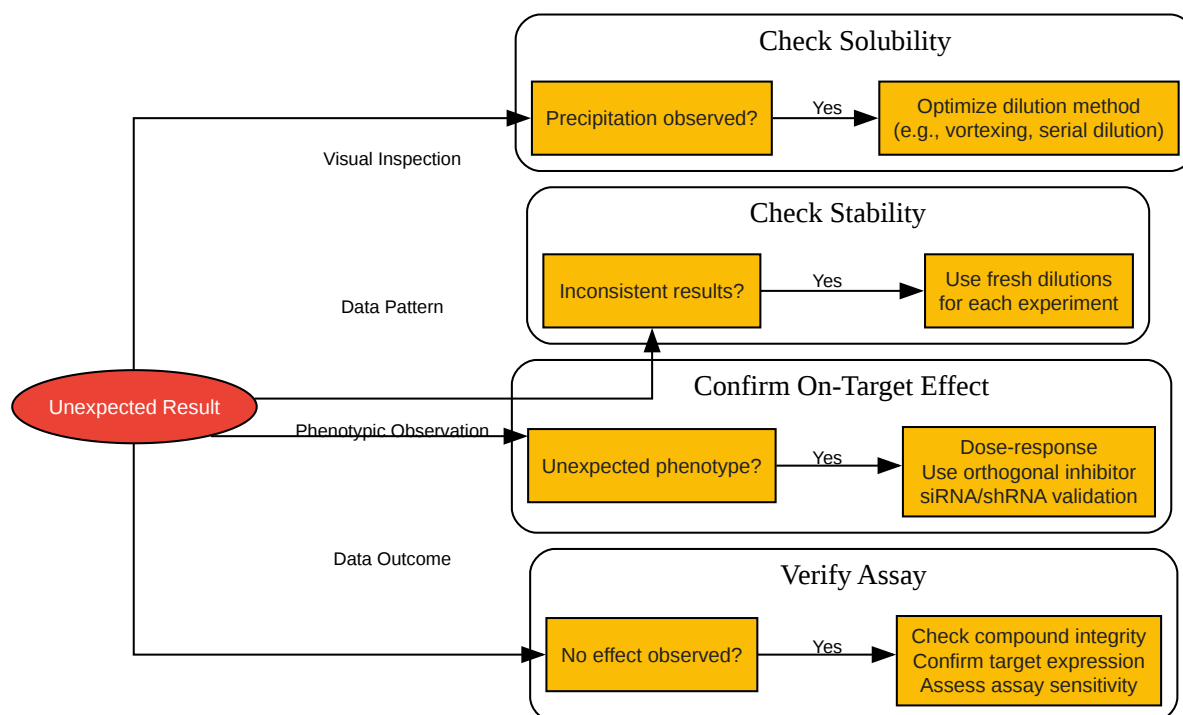 Check Solubility
Precipitation observed?
Yes
Optimize dilution method
(e.g., vortexing, serial dilution)
Visual Inspection
Check Stability
Inconsistent results?
Yes
Use fresh dilutions
for each experiment
Data Pattern
Unexpected Result
Confirm On-Target Effect
Phenotypic Observation
Unexpected phenotype?
Yes
Dose-response
Use orthogonal inhibitor
siRNA/shRNA validation
Data Outcome
Verify Assay
No effect observed?
Yes
Check compound integrity
Confirm target expression
Assess assay sensitivity